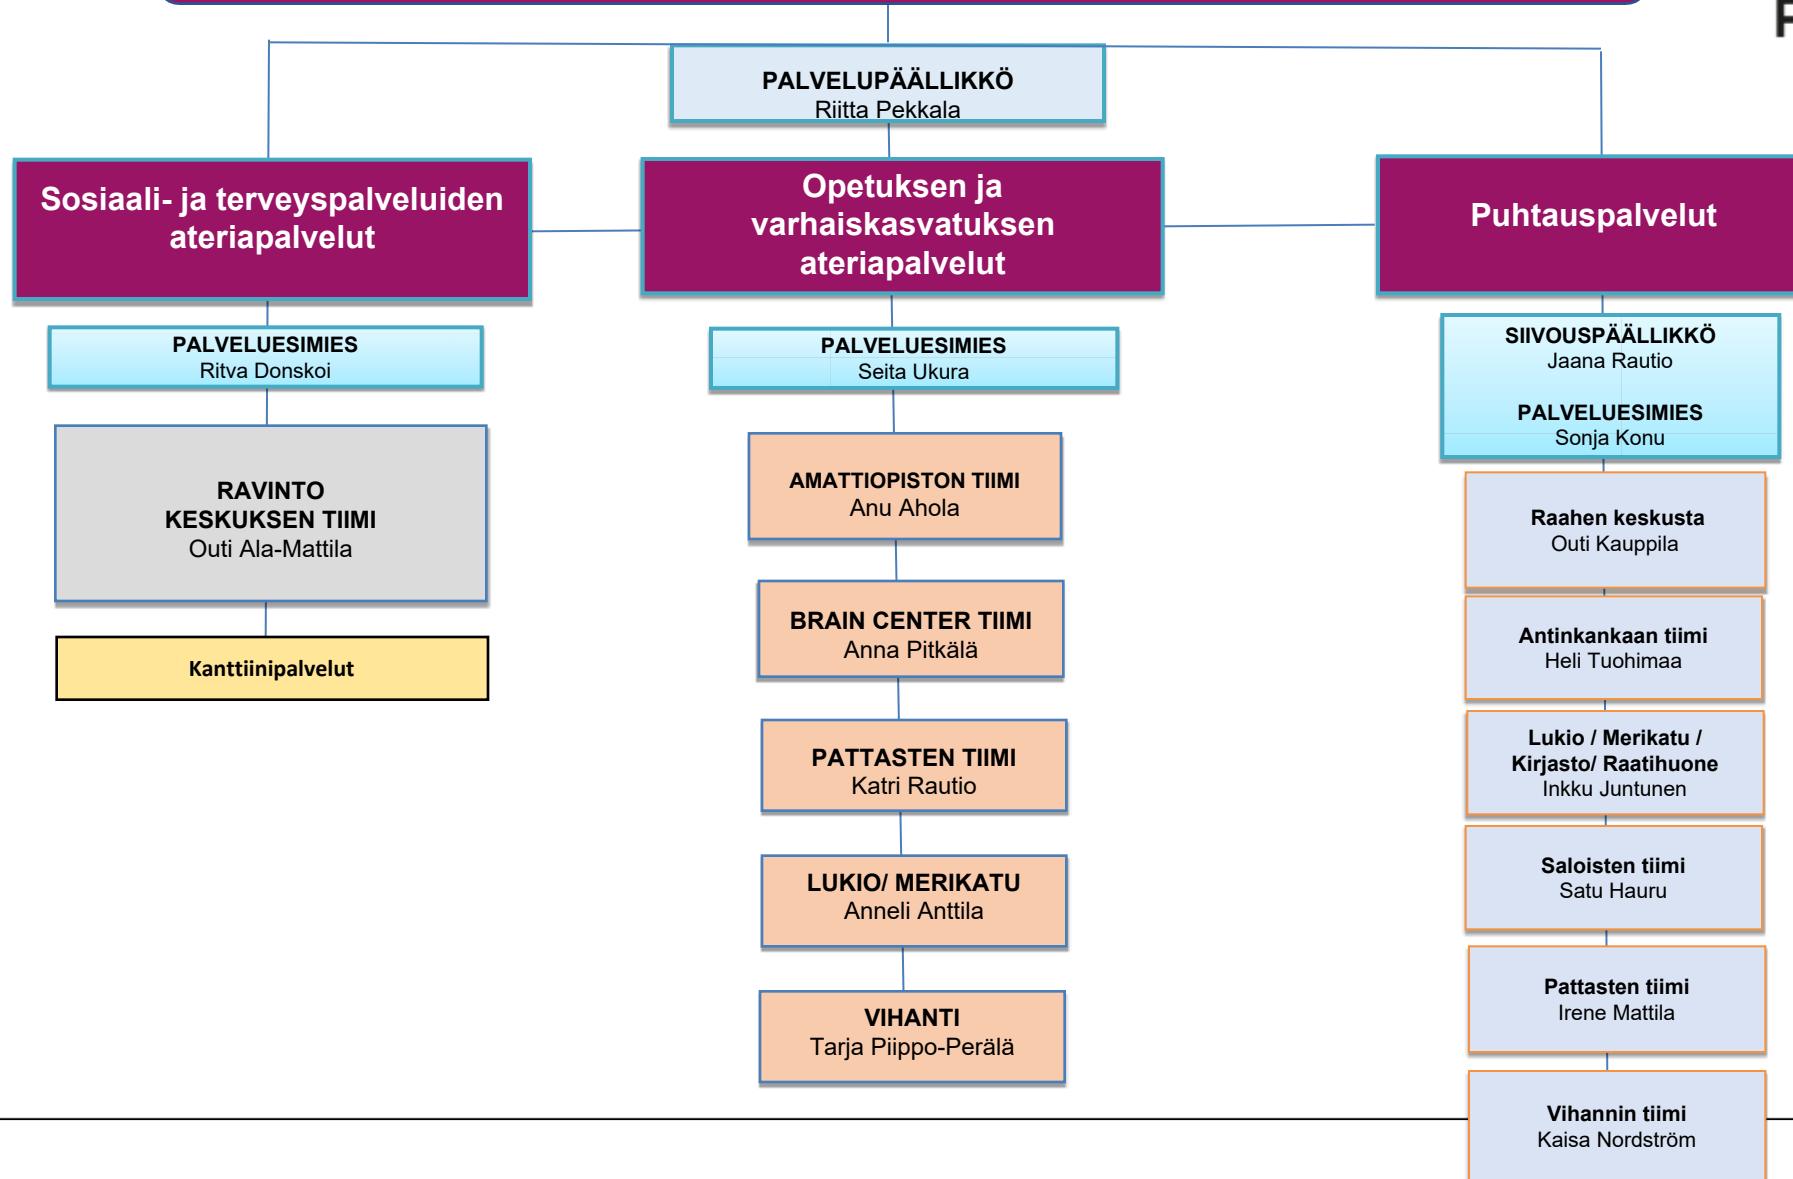 PALVELUPÄÄLLIKKÖ
Riitta Pekkala
Sosiaali- ja terveyspalveluiden
ateriapalvelut
PALVELUESIMIES
Ritva Donskoi
RAVINTO
KESKUKSEN TIIMI
Outi Ala-Mattila
Kanttiinipalvelut
Opetuksen ja
varhaiskasvatuksen
ateriapalvelut
PALVELUESIMIES
Seita Ukura
AMATTIOPISTON TIIMI
Anu Ahola
BRAIN CENTER TIIMI
Anna Pitkälä
PATTASTEN TIIMI
Katri Rautio
LUKIO/ MERIKATU
Anneli Anttila
VIHANTI
Tarja Piippo-Perälä
Puhtauspalvelut
SIIVOUSPÄÄLLIKKÖ
Jaana Rautio
PALVELUESIMIES
Sonja Konu
Raahen keskusta
Outi Kauppila
Antinkankaan tiimi
Heli Tuohimaa
Lukio / Merikatu /
Kirjasto/ Raatihuone
Inkku Juntunen
Saloisten tiimi
Satu Hauru
Pattasten tiimi
Irene Mattila
Vihannin tiimi
Kaisa Nordström